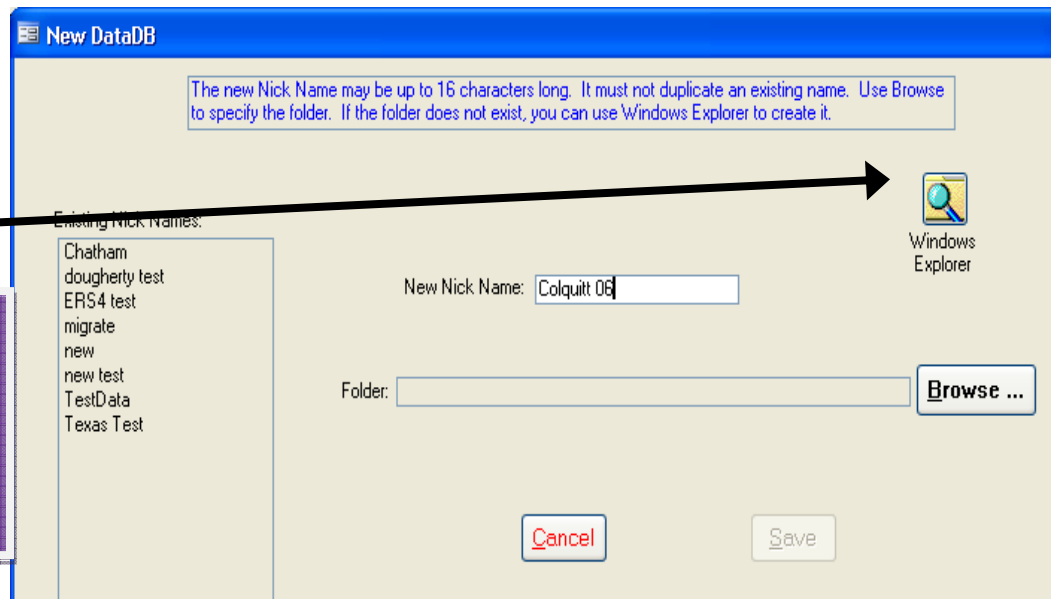 New DataDB
The new Nick Name may be up to 16 characters long. It must not duplicate an existing name. Use Browse
to specify the folder. If the folder does not exist, you can use Windows Explorer to create it.
Windows
Explorer
Existing Nick Names:
Chatham
dougherty test
ERS4 test
migrate
new
new test
TestData
Texas Test
New Nick Name: Colquitt 06
Folder:
Browse ...
Cancel
Save